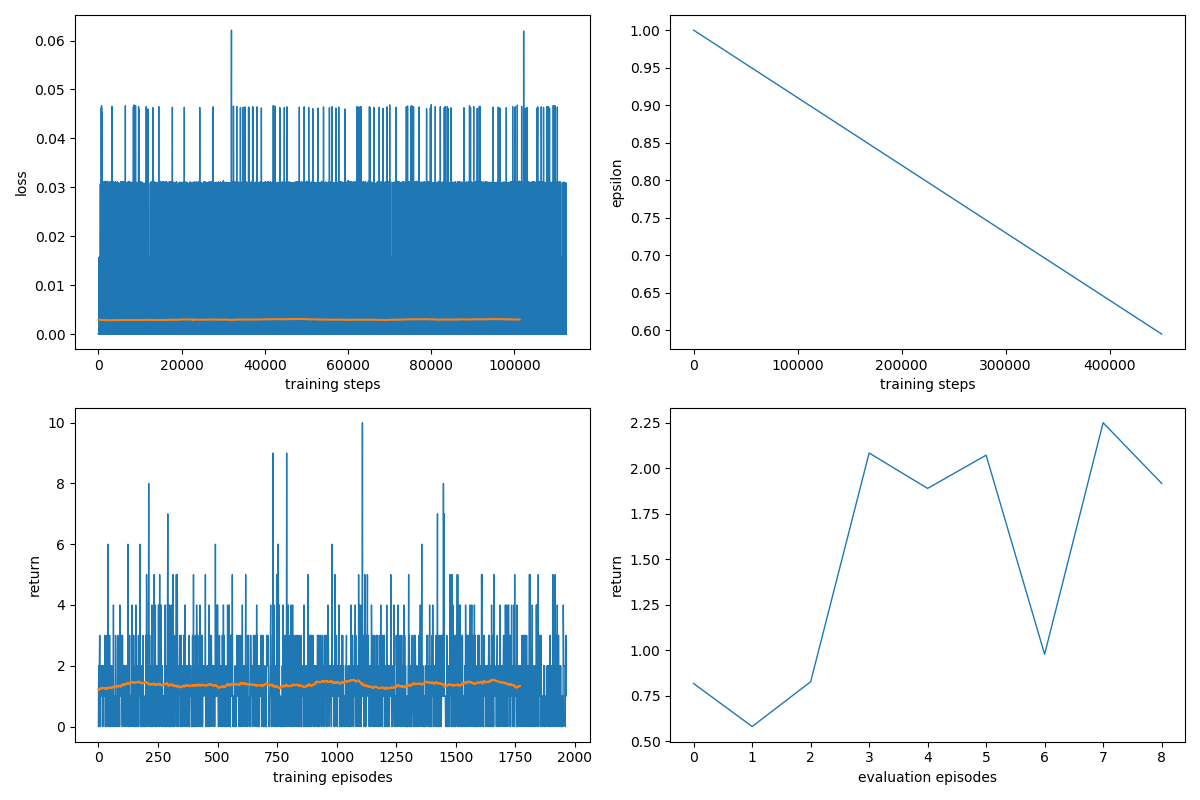 0.06
0.05
0.04
0.03
0.02
0.01
0.00
loss
0 20000 40000 60000 80000 100000
training steps
1.00
0.95
0.90
0.85
0.80
0.75
0.70
0.65
0.60
epsilon
0 100000 200000 300000 400000
training steps
10
8
6
4
2
0
return
0 250 500 750 1000 1250 1500 1750 2000
training episodes
2.25
2.00
1.75
1.50
1.25
1.00
0.75
0.50
return
0 1 2 3 4 5 6 7 8
evaluation episodes